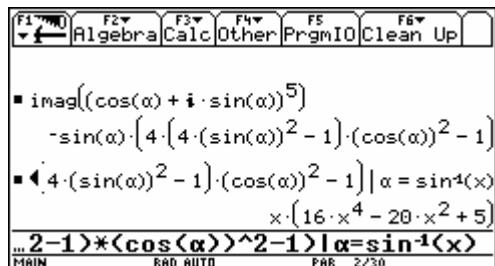 F1 F2 Algebra F3 Calc F4 Other F5 PrgmIO F6 Clean Up
▪ imag((cos(α) + i·sin(α))^5)
-sin(α)·(4·(4·(sin(α))^2 - 1)·(cos(α))^2 - 1)
▪ ◀ 4·(sin(α))^2 - 1)·(cos(α))^2 - 1) | α = sin⁻¹(x)
x·(16·x^4 - 20·x^2 + 5)
…2-1)*(cos(α))^2-1)|α=sin⁻¹(x)
MAIN RAD AUTO PAR 2/30